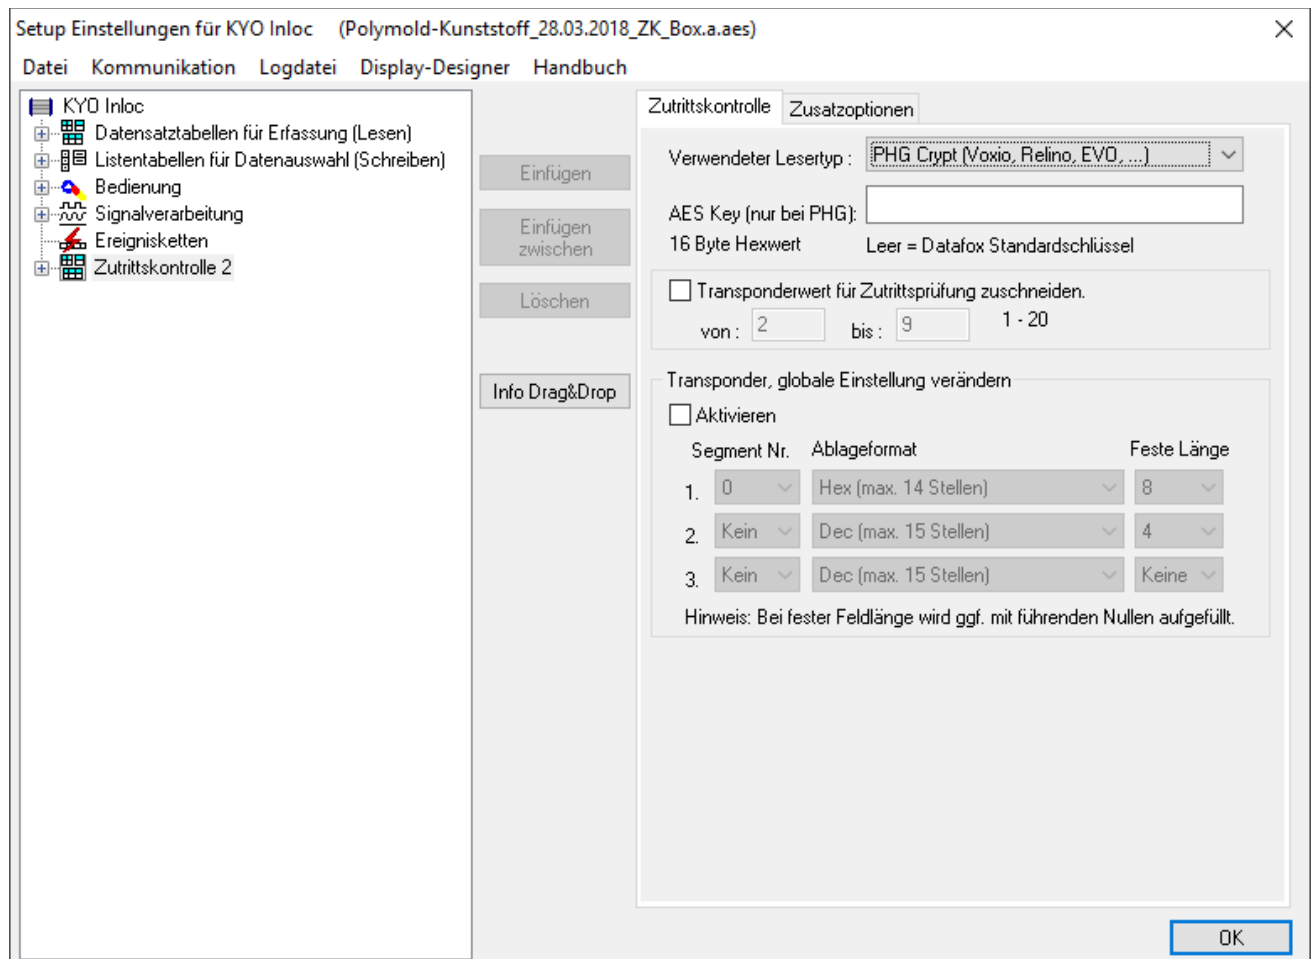 Setup Einstellungen für KYO Inloc (Polymold-Kunststoff_28.03.2018_ZK_Box.a.aes)
Datei Kommunikation Logdatei Display-Designer Handbuch
KYO Inloc
Datensatztabellen für Erfassung (Lesen)
Listentabellen für Datenauswahl (Schreiben)
Bedienung
Signalverarbeitung
Ereignisketten
Zutrittskontrolle 2
Einfügen
Einfügen
zwischen
Löschen
Info Drag&Drop
Zutrittskontrolle Zusatzoptionen
Verwendeter Lesertyp : PHG Crypt (Voxio, Relino, EVO, ...)
AES Key (nur bei PHG):
16 Byte Hexwert Leer = Datafox Standardschlüssel
Transponderwert für Zutrittsprüfung zuschneiden.
von : 2 bis : 9 1 - 20
Transponder, globale Einstellung verändern
Aktivieren
Segment Nr. Ablageformat Feste Länge
1. 0 Hex (max. 14 Stellen) 8
2. Kein Dec (max. 15 Stellen) 4
3. Kein Dec (max. 15 Stellen) Keine
Hinweis: Bei fester Feldlänge wird ggf. mit führenden Nullen aufgefüllt.
OK